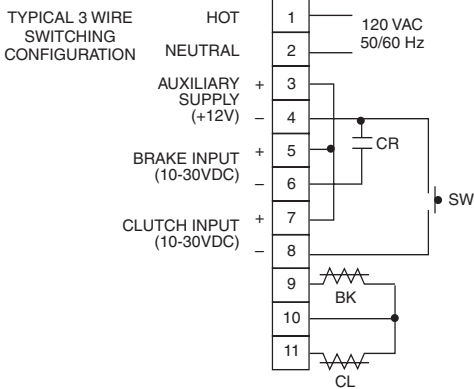 TYPICAL 3 WIRE
SWITCHING
CONFIGURATION
HOT 1
120 VAC
50/60 Hz
NEUTRAL 2
AUXILIARY
SUPPLY
(+12V)
+ 3
– 4
CR
BRAKE INPUT
(10-30VDC)
+ 5
– 6
SW
CLUTCH INPUT
(10-30VDC)
+ 7
– 8
9
BK
10
11
CL